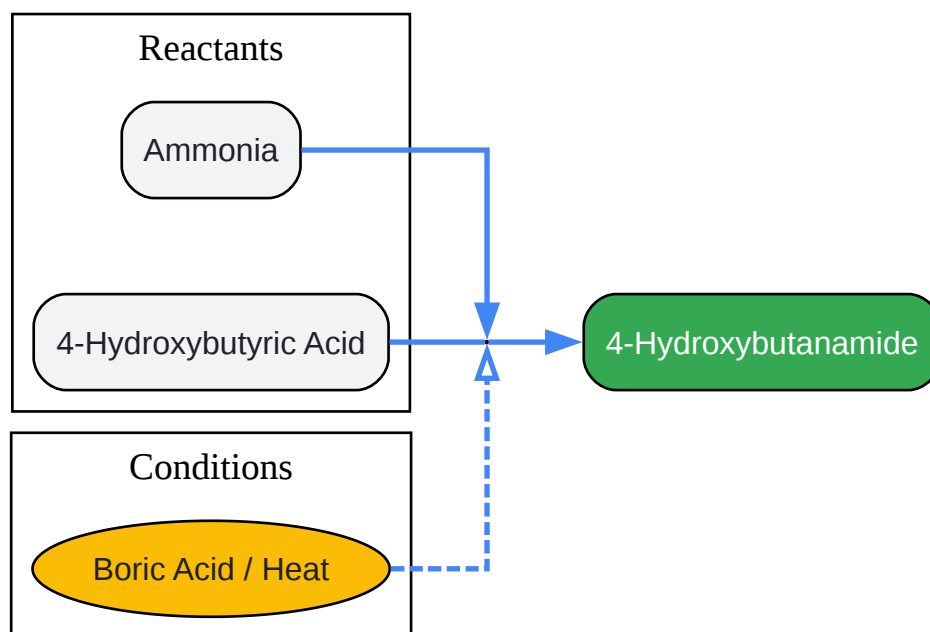 Reactants
Ammonia
4-Hydroxybutyric Acid
4-Hydroxybutanamide
Conditions
Boric Acid / Heat